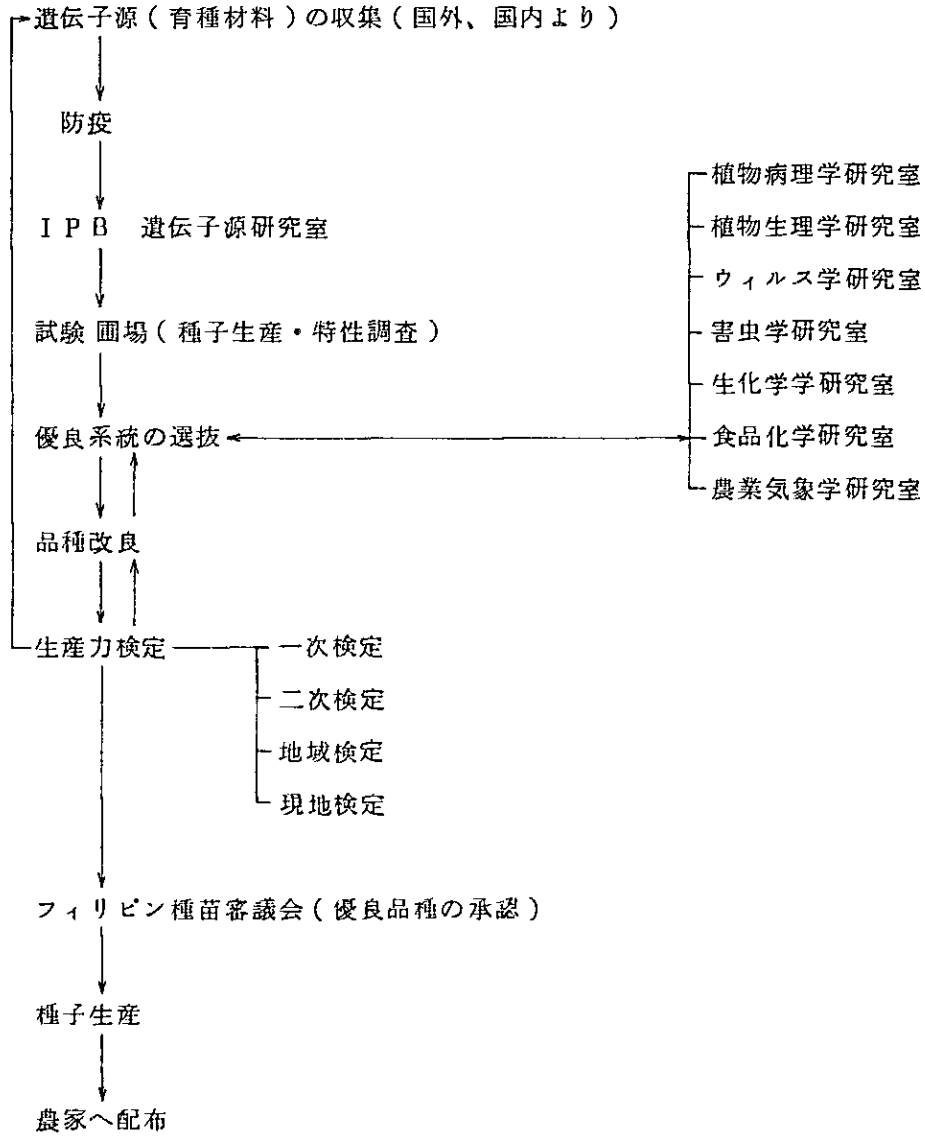 遺伝子源（育種材料）の収集（国外、国内より）
防疫
IPB 遺伝子源研究室
試験圃場（種子生産・特性調査）
優良系統の選抜
品種改良
生産力検定
一次検定
二次検定
地域検定
現地検定
植物病理学研究室
植物生理学研究室
ウィルス学研究室
害虫学研究室
生化学学研究室
食品化学研究室
農業気象学研究室
フィリピン種苗審議会（優良品種の承認）
種子生産
農家へ配布